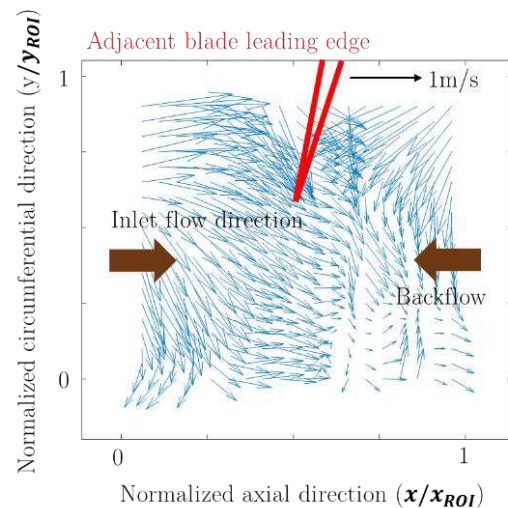 Adjacent blade leading edge
1m/s
1
Inlet flow direction
Backflow
0
0
1
Normalized axial direction (x/x_ROI)
Normalized circumferential direction (y/y_ROI)